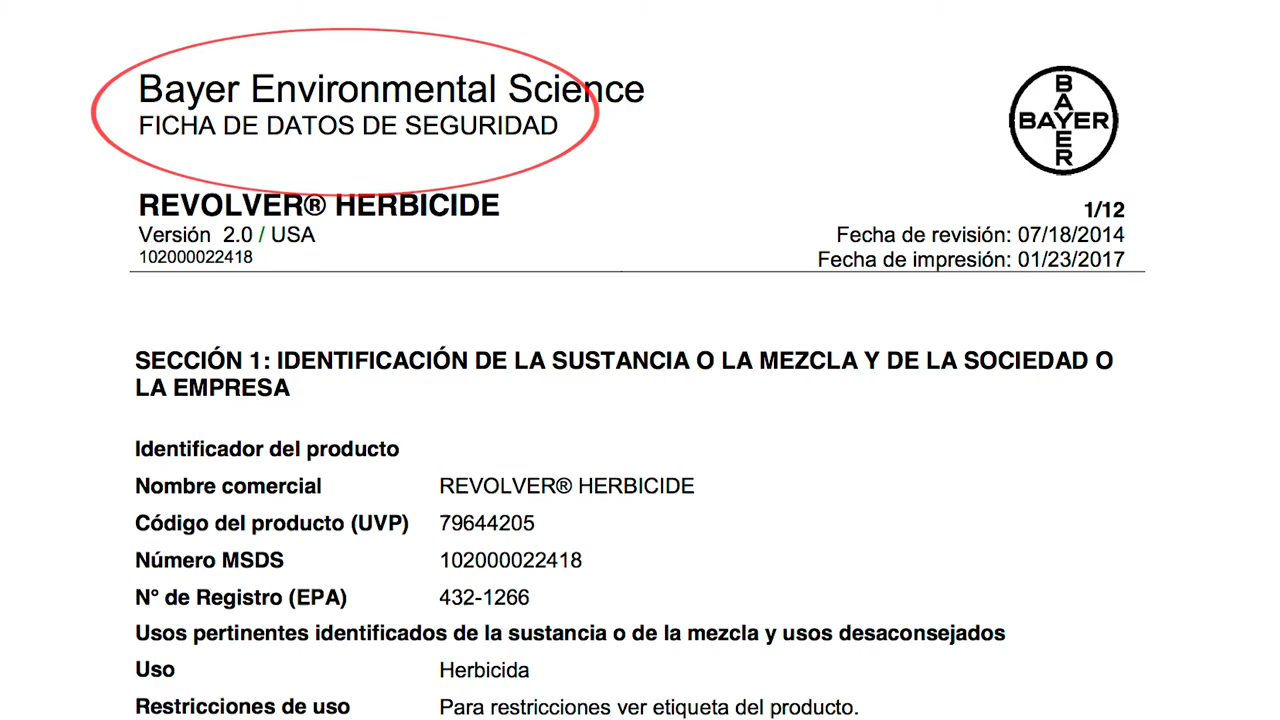 Bayer Environmental Science
FICHA DE DATOS DE SEGURIDAD
BAYER
BAYER
REVOLVER® HERBICIDE
1/12
Versión 2.0 / USA
Fecha de revisión: 07/18/2014
102000022418
Fecha de impresión: 01/23/2017
SECCIÓN 1: IDENTIFICACIÓN DE LA SUSTANCIA O LA MEZCLA Y DE LA SOCIEDAD O
LA EMPRESA
Identificador del producto
Nombre comercial REVOLVER® HERBICIDE
Código del producto (UVP) 79644205
Número MSDS 102000022418
N° de Registro (EPA) 432-1266
Usos pertinentes identificados de la sustancia o de la mezcla y usos desaconsejados
Uso Herbicida
Restricciones de uso Para restricciones ver etiqueta del producto.